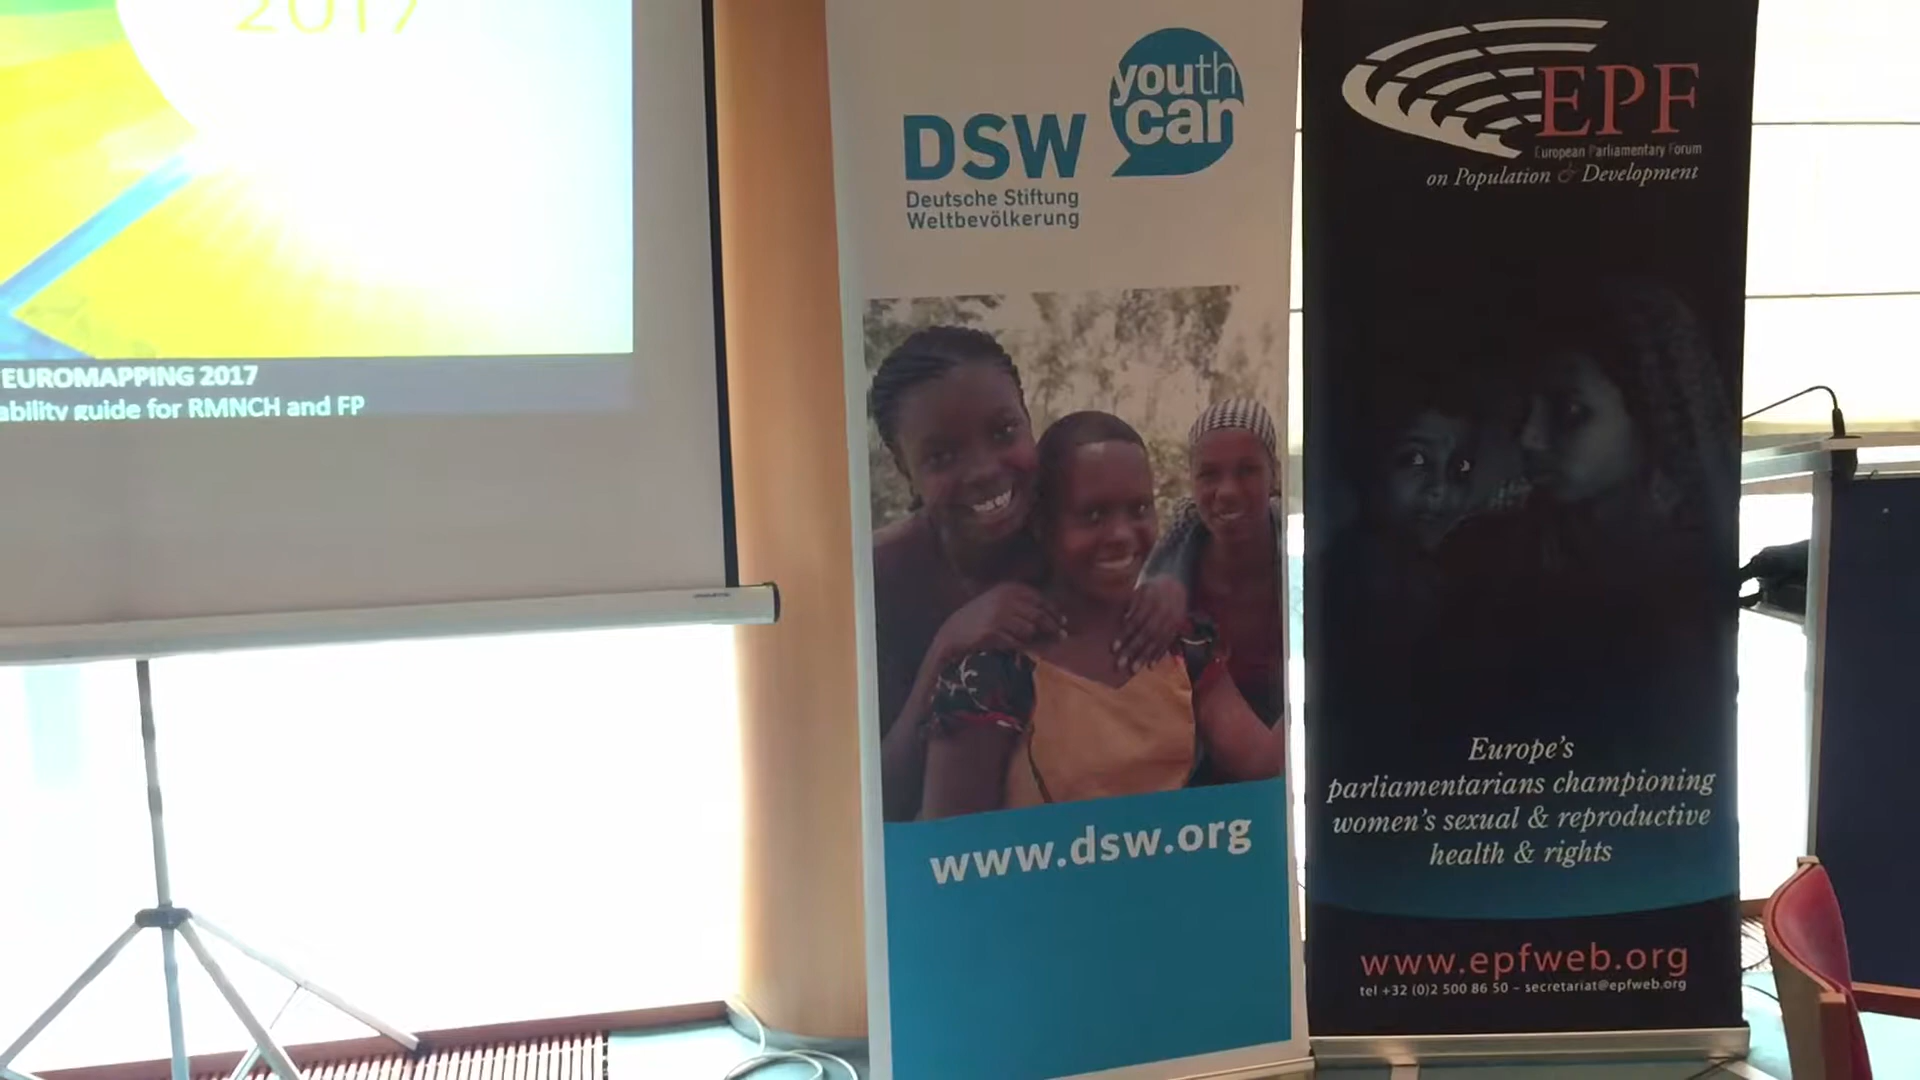 2017
EUROMAPPING 2017
ability guide for RMNCH and FP
youth
can
DSW
Deutsche Stiftung
Weltbevölkerung
www.dsw.org
EPF
European Parliamentary Forum
on Population & Development
Europe's
parliamentarians championing
women's sexual & reproductive
health & rights
www.epfweb.org
tel +32 (0)2 500 86 50 – secretariat@epfweb.org